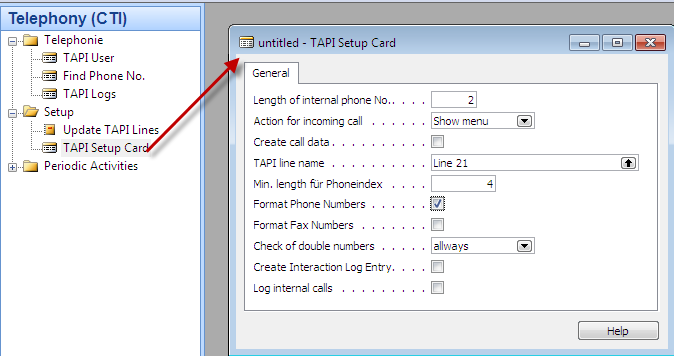 Telephony (CTI)
Telephonie
TAPI User
Find Phone No.
TAPI Logs
Setup
Update TAPI Lines
TAPI Setup Card
Periodic Activities
untitled - TAPI Setup Card
General
Length of internal phone No. . . . . 2
Action for incoming call . . . . . . Show menu
Create call data. . . . . . . . . .
TAPI line name . . . . . . . . . Line 21
Min. length für Phoneindex . . . . 4
Format Phone Numbers . . . . . .
Format Fax Numbers . . . . . . .
Check of double numbers . . . . . allways
Create Interaction Log Entry. . . .
Log internal calls . . . . . . . . .
Help